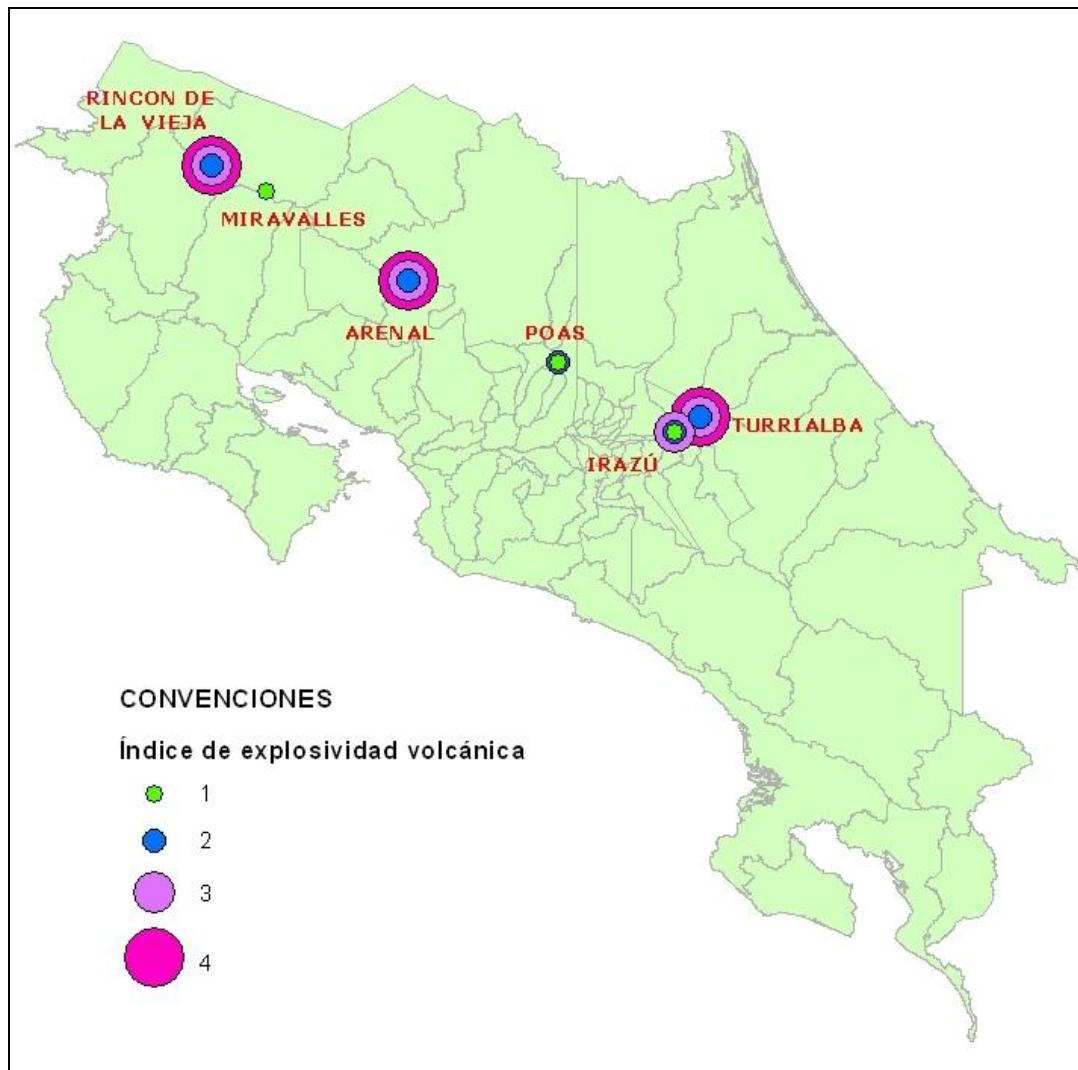 RINCON DE
LA VIEJA
MIRAVALLES
ARENAL
POAS
TURRIALBA
IRAZÚ
CONVENCIONES
Índice de explosividad volcánica
1
2
3
4